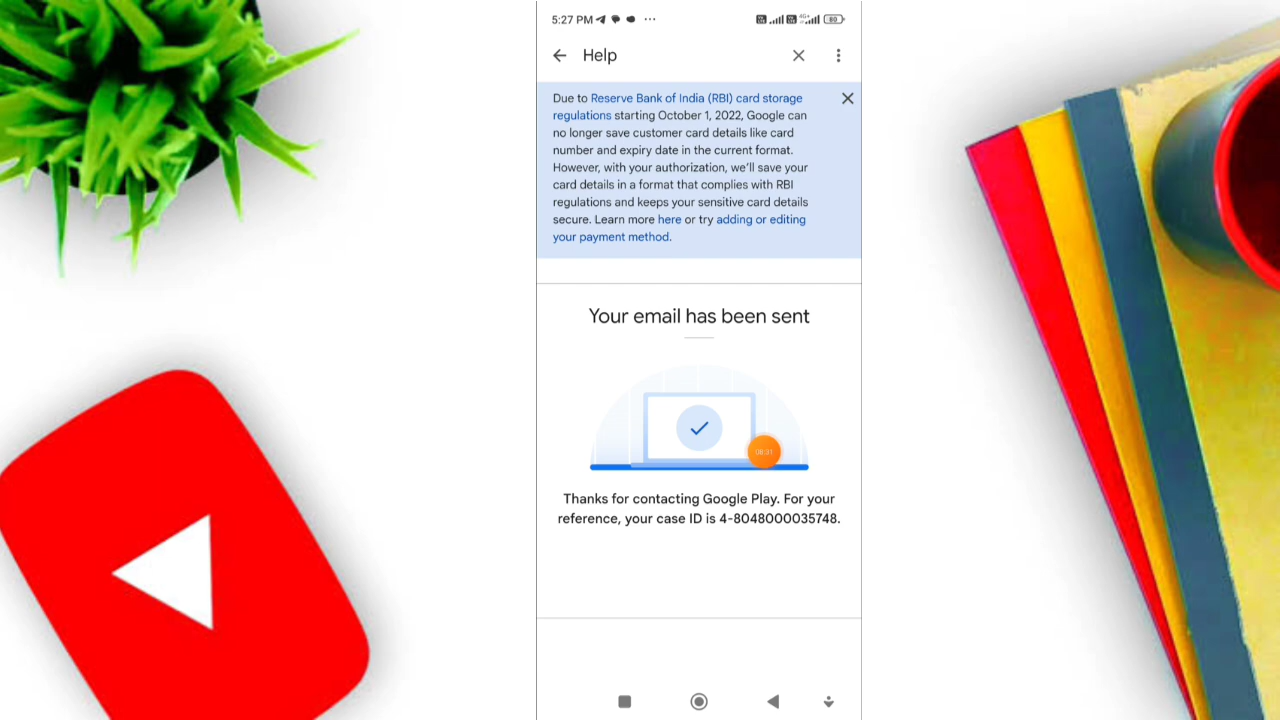 5:27 PM
80
Help
Due to Reserve Bank of India (RBI) card storage
regulations starting October 1, 2022, Google can
no longer save customer card details like card
number and expiry date in the current format.
However, with your authorization, we'll save your
card details in a format that complies with RBI
regulations and keeps your sensitive card details
secure. Learn more here or try adding or editing
your payment method.
Your email has been sent
Thanks for contacting Google Play. For your
reference, your case ID is 4-8048000035748.